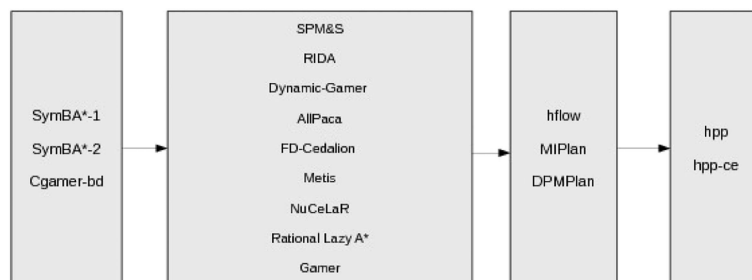 SymBA*-1
SymBA*-2
Cgamer-bd
SPM&S
RIDA
Dynamic-Gamer
AllPaca
FD-Cedalion
Metis
NuCeLaR
Rational Lazy A*
Gamer
hflow
MIPlan
DPMPlan
hpp
hpp-ce